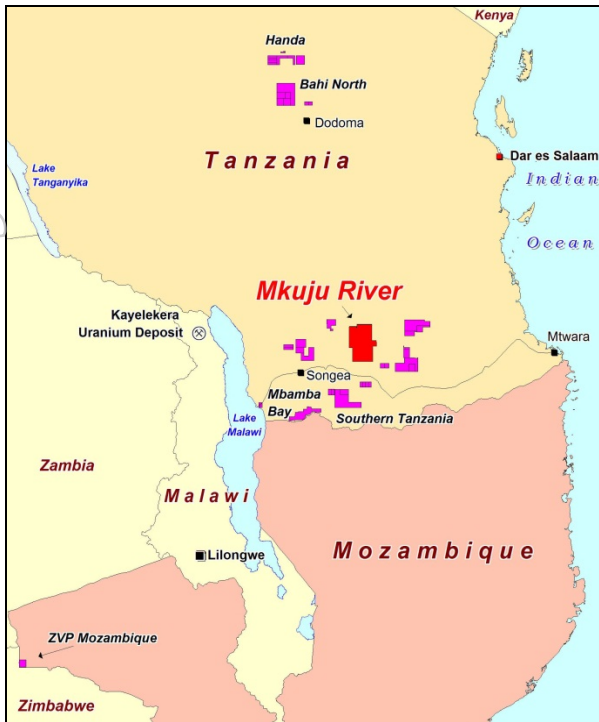 Kenya
Handa
Bahi North
Dodoma
Tanzania
Lake
Tanganyika
Dar es Salaam
Indian
Ocean
Mkuju River
Kayelekera
Uranium Deposit
Mtwara
Songea
Mbamba
Bay
Lake
Malawi
Southern Tanzania
Zambia
Malawi
Mozambique
Lilongwe
ZVP Mozambique
Zimbabwe